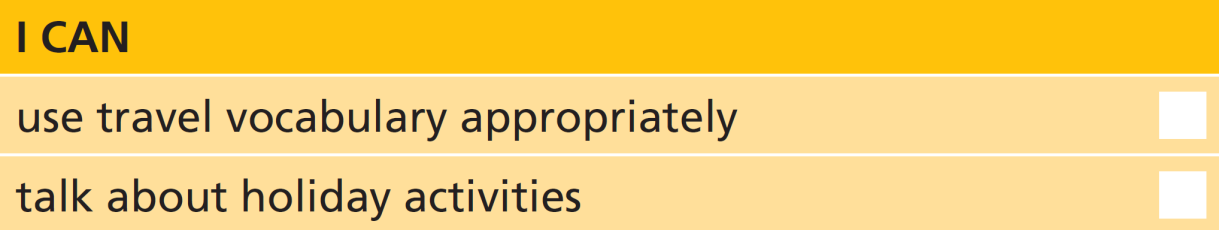 I CAN
use travel vocabulary appropriately
talk about holiday activities